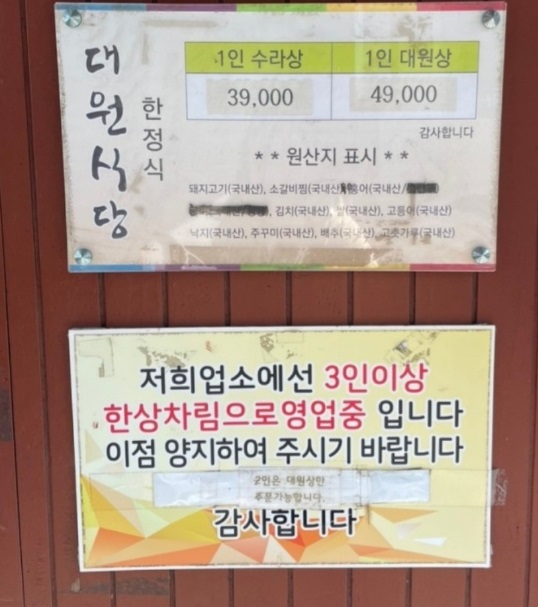 대원식당
한정식
1인 수라상 1인 대원상
39,000 49,000
감사합니다
** 원산지 표시 **
돼지고기(국내산), 소갈비찜(국내산), (국내산/
김치(국내산), (국내산), 고등어(국내산)
낙지(국내산), 주꾸미(국내산), 배추(국내산), 고춧가루(국내산)
저희업소에선 3인이상
한상차림으로영업중 입니다
이점 양지하여 주시기 바랍니다
2인은 대원상만
주문가능합니다.
감사합니다